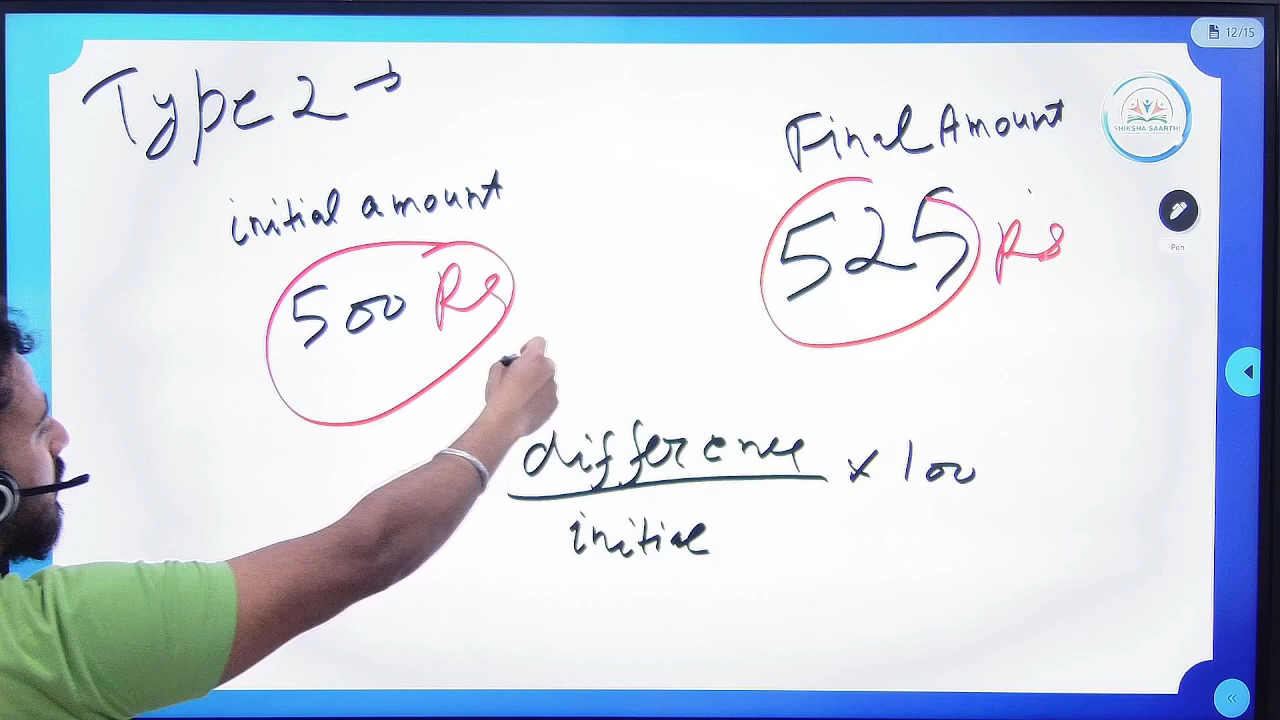 12/15
Type 2 →
Final Amount
SHIKSHA SAARTHI
initial amount
525 Rs
500 Rs
Pen
difference × 100
initial